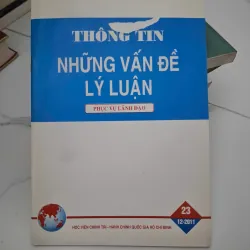 THÔNG TIN
NHỮNG VẤN ĐỀ
LÝ LUẬN
PHỤC VỤ LÃNH ĐẠO
23
12-2011
HỌC VIỆN CHÍNH TRỊ - HÀNH CHÍNH QUỐC GIA HỒ CHÍ MINH